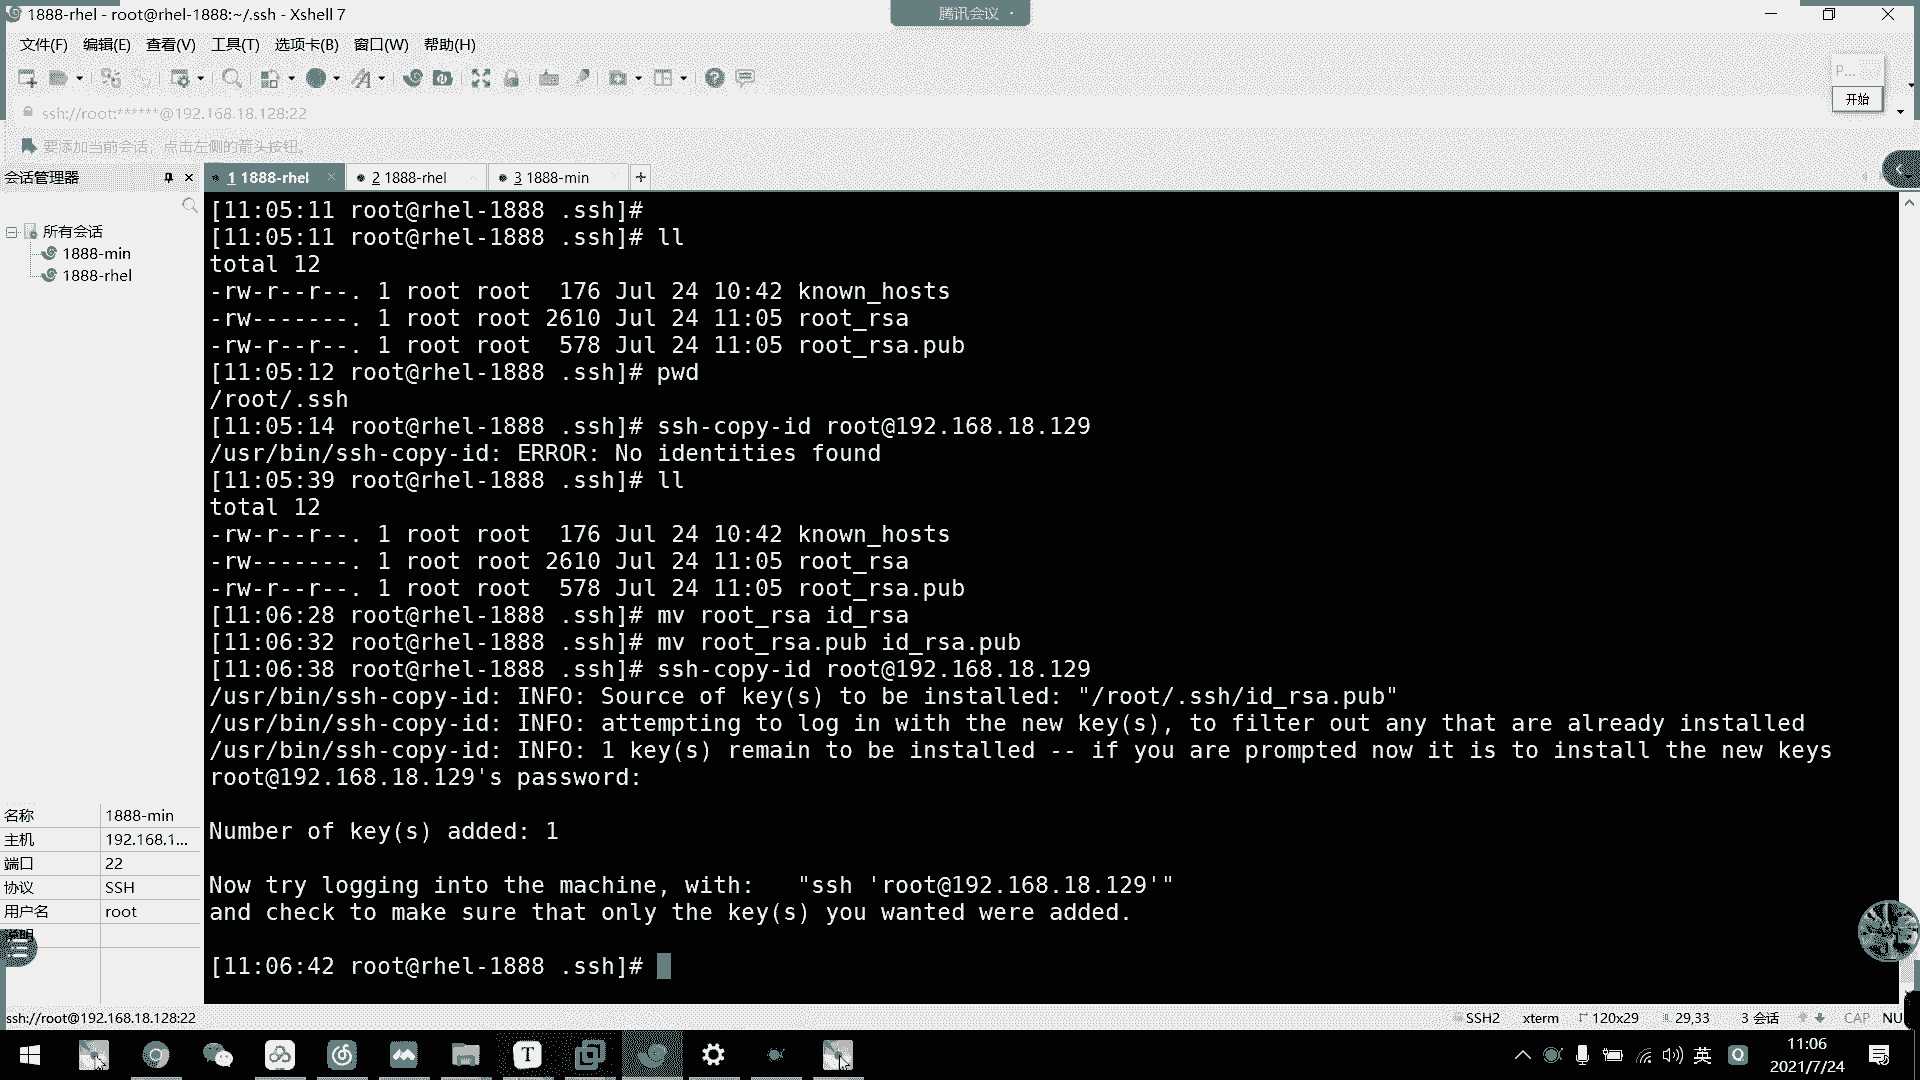 1888-rhel - root@rhel-1888:~/.ssh - Xshell 7
腾讯会议
文件(F) 编辑(E) 查看(V) 工具(T) 选项卡(B) 窗口(W) 帮助(H)
P...
开始
ssh://root:******@192.168.18.128:22
要添加当前会话，点击左侧的箭头按钮。
会话管理器
1 1888-rhel
2 1888-rhel
3 1888-min
所有会话
1888-min
1888-rhel
[11:05:11 root@rhel-1888 .ssh]#
[11:05:11 root@rhel-1888 .ssh]# ll
total 12
-rw-r--r--. 1 root root  176 Jul 24 10:42 known_hosts
-rw-------. 1 root root 2610 Jul 24 11:05 root_rsa
-rw-r--r--. 1 root root  578 Jul 24 11:05 root_rsa.pub
[11:05:12 root@rhel-1888 .ssh]# pwd
/root/.ssh
[11:05:14 root@rhel-1888 .ssh]# ssh-copy-id root@192.168.18.129
/usr/bin/ssh-copy-id: ERROR: No identities found
[11:05:39 root@rhel-1888 .ssh]# ll
total 12
-rw-r--r--. 1 root root  176 Jul 24 10:42 known_hosts
-rw-------. 1 root root 2610 Jul 24 11:05 root_rsa
-rw-r--r--. 1 root root  578 Jul 24 11:05 root_rsa.pub
[11:06:28 root@rhel-1888 .ssh]# mv root_rsa id_rsa
[11:06:32 root@rhel-1888 .ssh]# mv root_rsa.pub id_rsa.pub
[11:06:38 root@rhel-1888 .ssh]# ssh-copy-id root@192.168.18.129
/usr/bin/ssh-copy-id: INFO: Source of key(s) to be installed: "/root/.ssh/id_rsa.pub"
/usr/bin/ssh-copy-id: INFO: attempting to log in with the new key(s), to filter out any that are already installed
/usr/bin/ssh-copy-id: INFO: 1 key(s) remain to be installed -- if you are prompted now it is to install the new keys
root@192.168.18.129's password:
Number of key(s) added: 1
Now try logging into the machine, with:   "ssh 'root@192.168.18.129'"
and check to make sure that only the key(s) you wanted were added.
[11:06:42 root@rhel-1888 .ssh]#
名称 1888-min
主机 192.168.1...
端口 22
协议 SSH
用户名 root
说明
ssh://root@192.168.18.128:22
SSH2 xterm 120x29 29,33 3 会话 CAP NU
英
11:06
2021/7/24